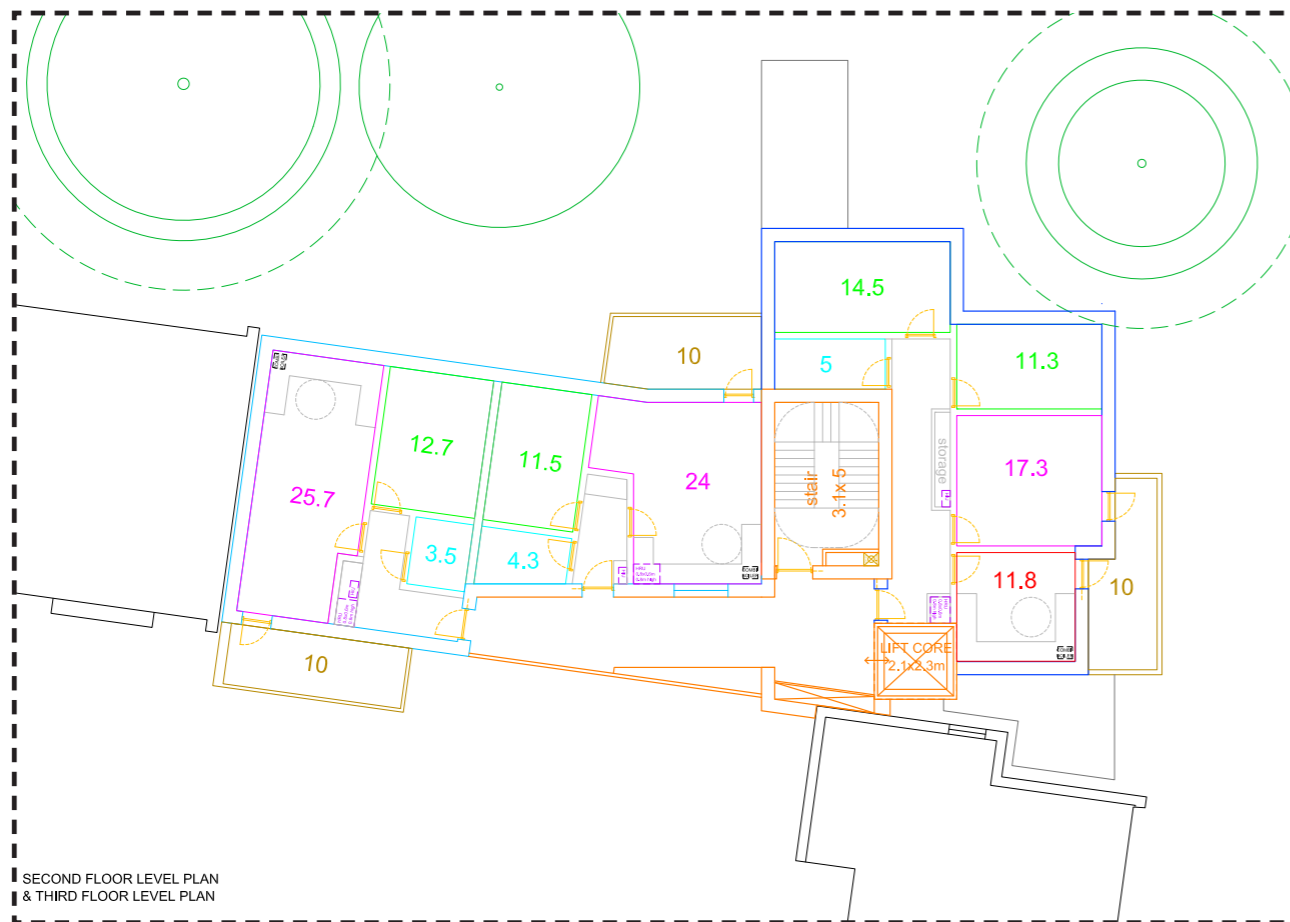 14.5
10
5
11.3
12.7
11.5
24
storage
17.3
25.7
stair
3.1x 5
3.5
4.3
11.8
10
LIFT CORE
2.1x2.3m
10
SECOND FLOOR LEVEL PLAN
& THIRD FLOOR LEVEL PLAN